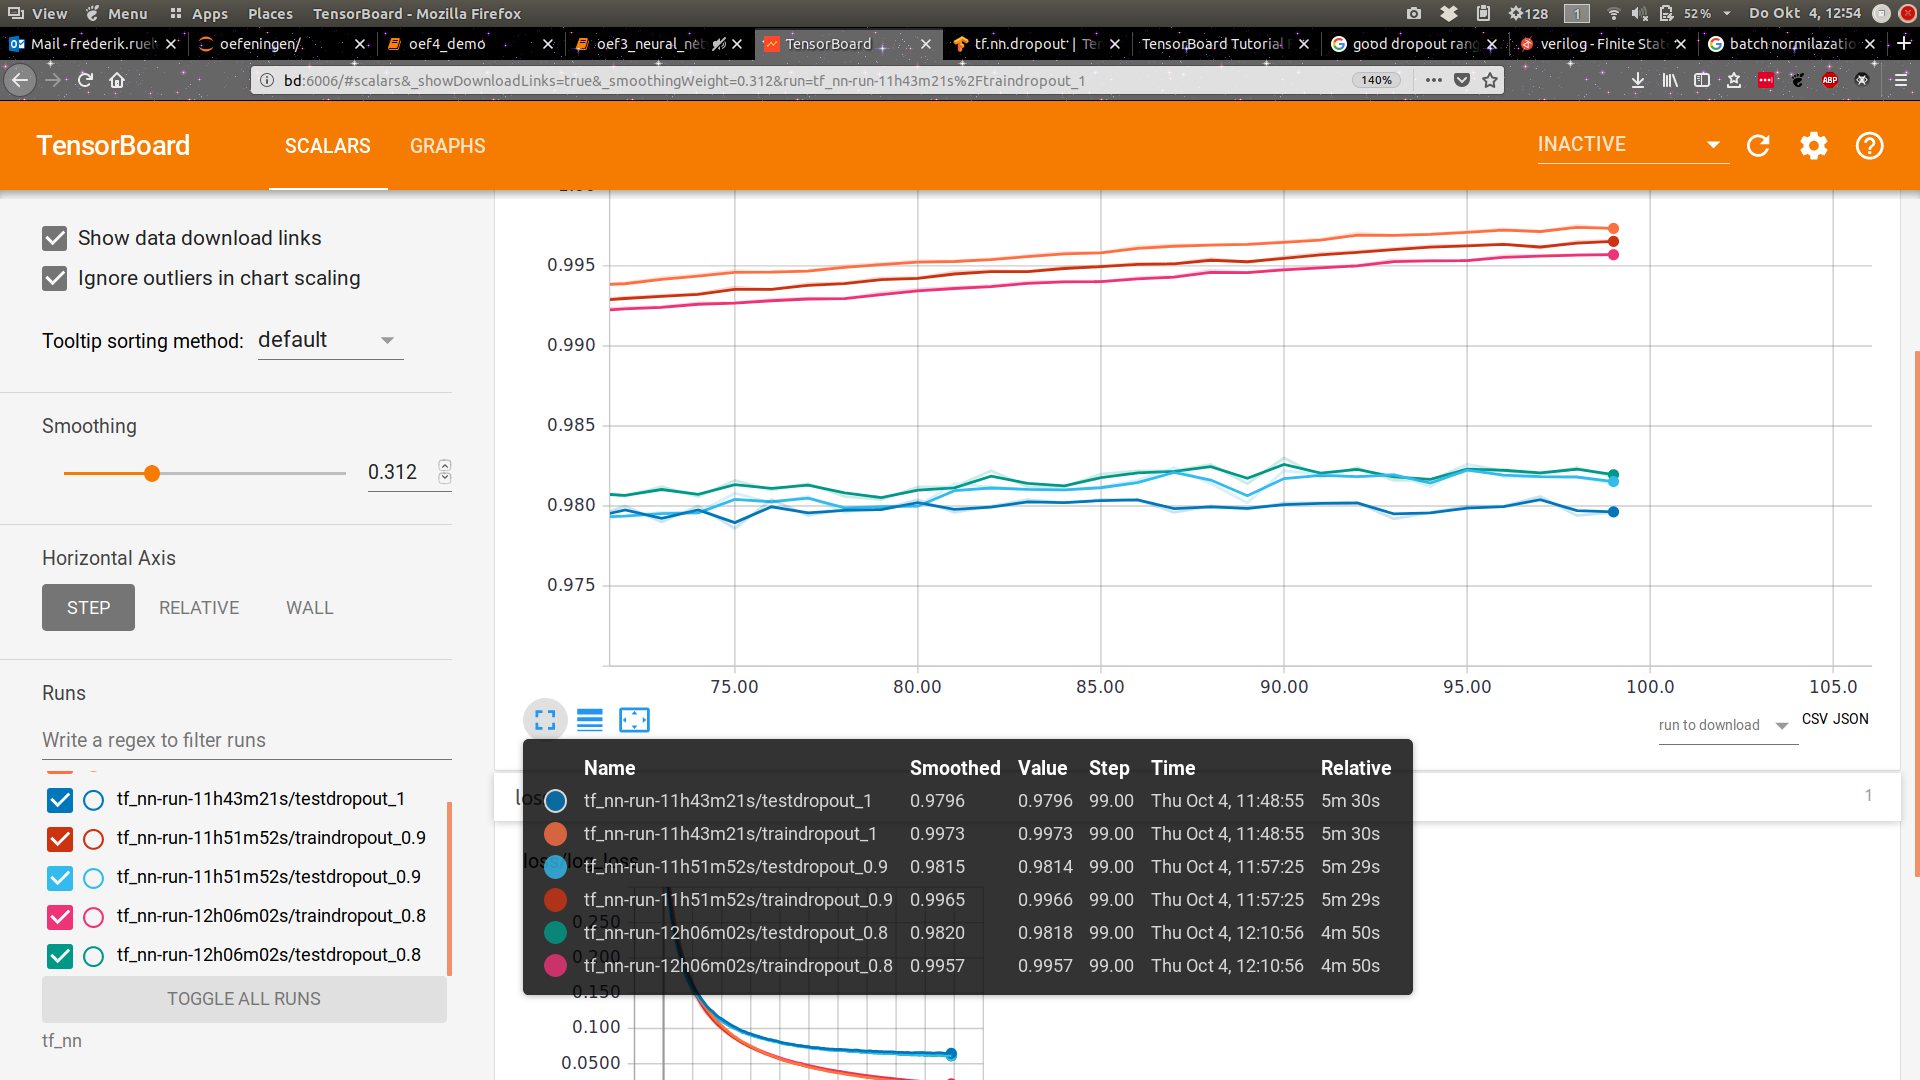 View Menu Apps Places TensorBoard - Mozilla Firefox 128 1 52% Do Okt 4, 12:54
Mail - frederik.ruel oefeningen/ oef4_demo oef3_neural_net TensorBoard tf.nn.dropout | Ten TensorBoard Tutorial good dropout rang verilog - Finite Stat batch normilazatio
bd:6006/#scalars&_showDownloadLinks=true&_smoothingWeight=0.312&run=tf_nn-run-11h43m21s%2Ftraindropout_1 140% ABP
TensorBoard SCALARS GRAPHS INACTIVE
Show data download links
Ignore outliers in chart scaling
Tooltip sorting method: default
Smoothing
0.312
Horizontal Axis
STEP RELATIVE WALL
Runs
Write a regex to filter runs
tf_nn-run-11h43m21s/testdropout_1
tf_nn-run-11h51m52s/traindropout_0.9
tf_nn-run-11h51m52s/testdropout_0.9
tf_nn-run-12h06m02s/traindropout_0.8
tf_nn-run-12h06m02s/testdropout_0.8
TOGGLE ALL RUNS
tf_nn
0.995
0.990
0.985
0.980
0.975
75.00 80.00 85.00 90.00 95.00 100.0 105.0
run to download CSV JSON
Name Smoothed Value Step Time Relative
tf_nn-run-11h43m21s/testdropout_1 0.9796 0.9796 99.00 Thu Oct 4, 11:48:55 5m 30s
tf_nn-run-11h43m21s/traindropout_1 0.9973 0.9973 99.00 Thu Oct 4, 11:48:55 5m 30s
tf_nn-run-11h51m52s/testdropout_0.9 0.9815 0.9814 99.00 Thu Oct 4, 11:57:25 5m 29s
tf_nn-run-11h51m52s/traindropout_0.9 0.9965 0.9966 99.00 Thu Oct 4, 11:57:25 5m 29s
tf_nn-run-12h06m02s/testdropout_0.8 0.9820 0.9818 99.00 Thu Oct 4, 12:10:56 4m 50s
tf_nn-run-12h06m02s/traindropout_0.8 0.9957 0.9957 99.00 Thu Oct 4, 12:10:56 4m 50s
1
loss/log_loss
0.250
0.200
0.150
0.100
0.0500